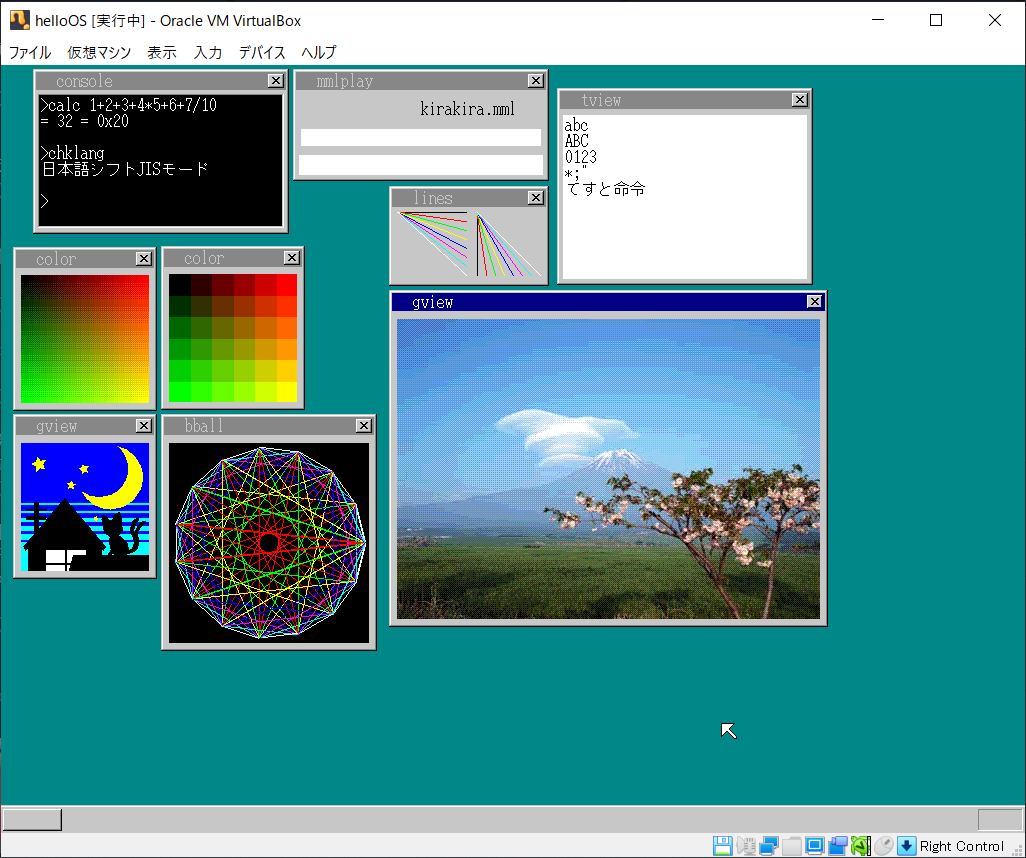 helloOS [実行中] - Oracle VM VirtualBox
ファイル 仮想マシン 表示 入力 デバイス ヘルプ
console
>calc 1+2+3+4*5+6+7/10
= 32 = 0x20
>chklang
日本語シフトJISモード
>
mmlplay
kirakira.mml
tview
abc
ABC
0123
*;"
てすと命令
lines
color
color
gview
gview
bball
Right Control